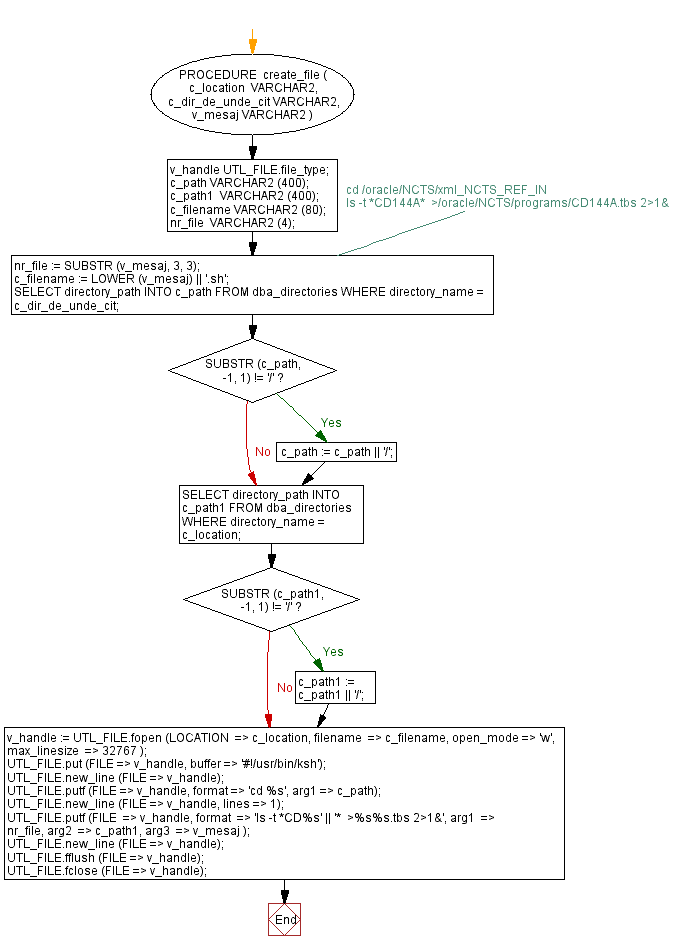 PROCEDURE create_file (
c_location VARCHAR2,
c_dir_de_unde_cit VARCHAR2,
v_mesaj VARCHAR2 )
v_handle UTL_FILE.file_type;
c_path VARCHAR2 (400);
c_path1 VARCHAR2 (400);
c_filename VARCHAR2 (80);
nr_file VARCHAR2 (4);
cd /oracle/NCTS/xml_NCTS_REF_IN
ls -t *CD144A* >/oracle/NCTS/programs/CD144A.tbs 2>1&
nr_file := SUBSTR (v_mesaj, 3, 3);
c_filename := LOWER (v_mesaj) || '.sh';
SELECT directory_path INTO c_path FROM dba_directories WHERE directory_name =
c_dir_de_unde_cit;
SUBSTR (c_path,
-1, 1) != '/' ?
Yes
No
c_path := c_path || '/';
SELECT directory_path INTO
c_path1 FROM dba_directories
WHERE directory_name =
c_location;
SUBSTR (c_path1,
-1, 1) != '/' ?
Yes
No
c_path1 :=
c_path1 || '/';
v_handle := UTL_FILE.fopen (LOCATION => c_location, filename => c_filename, open_mode => 'w',
max_linesize => 32767 );
UTL_FILE.put (FILE => v_handle, buffer => '#!/usr/bin/ksh');
UTL_FILE.new_line (FILE => v_handle);
UTL_FILE.putf (FILE => v_handle, format => 'cd %s', arg1 => c_path);
UTL_FILE.new_line (FILE => v_handle, lines => 1);
UTL_FILE.putf (FILE => v_handle, format => 'ls -t *CD%s' || '* >%s%s.tbs 2>1&', arg1 =>
nr_file, arg2 => c_path1, arg3 => v_mesaj );
UTL_FILE.new_line (FILE => v_handle);
UTL_FILE.fflush (FILE => v_handle);
UTL_FILE.fclose (FILE => v_handle);
End